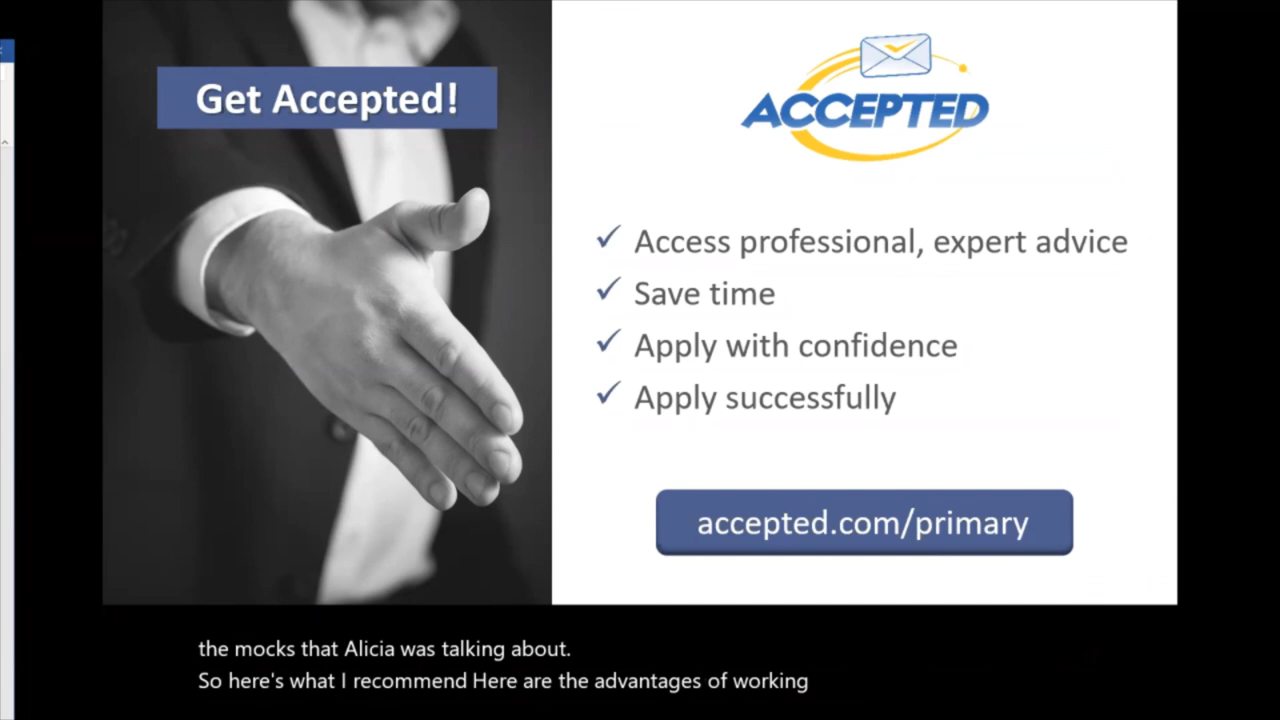 Get Accepted!
ACCEPTED
✓ Access professional, expert advice
✓ Save time
✓ Apply with confidence
✓ Apply successfully
accepted.com/primary
the mocks that Alicia was talking about.
So here's what I recommend Here are the advantages of working